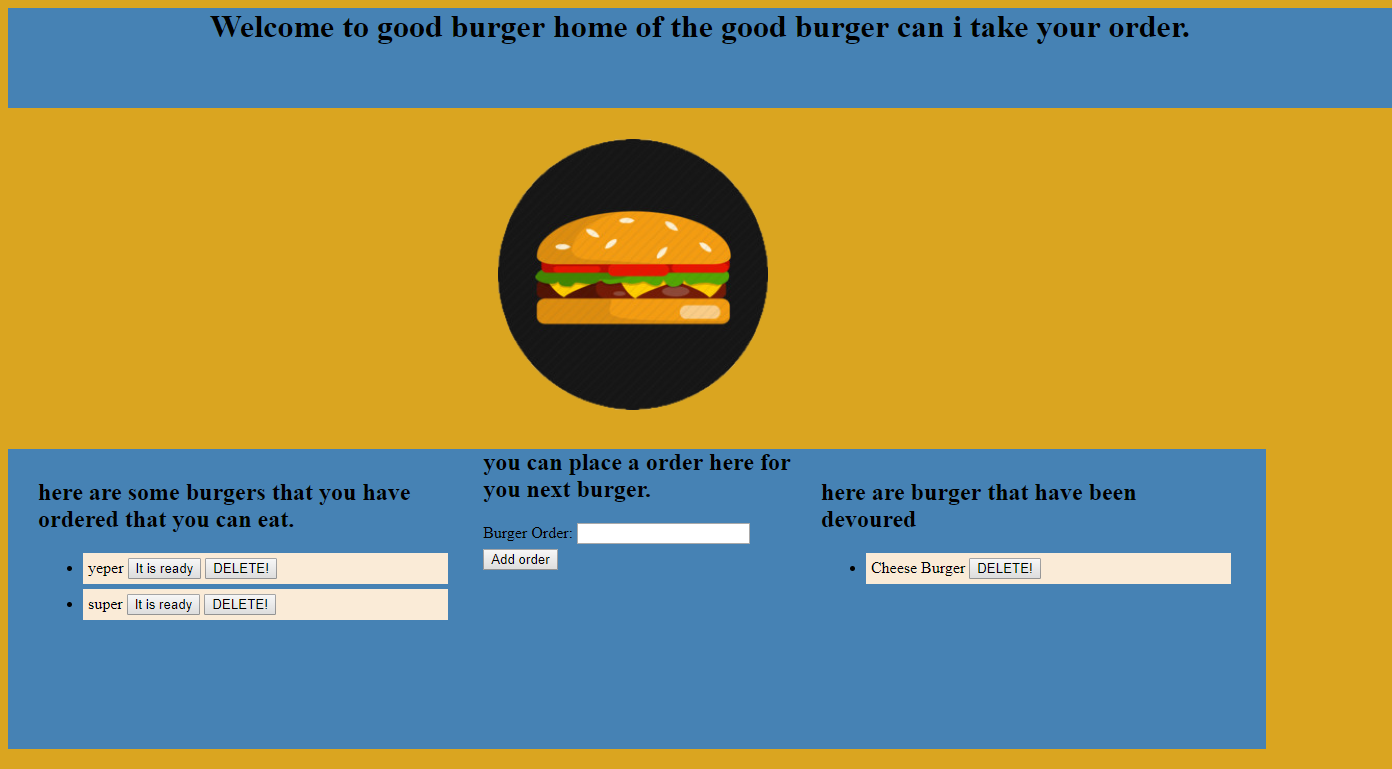 Welcome to good burger home of the good burger can i take your order.
here are some burgers that you have
ordered that you can eat.
yeper It is ready DELETE!
super It is ready DELETE!
you can place a order here for
you next burger.
Burger Order:
Add order
here are burger that have been
devoured
Cheese Burger DELETE!